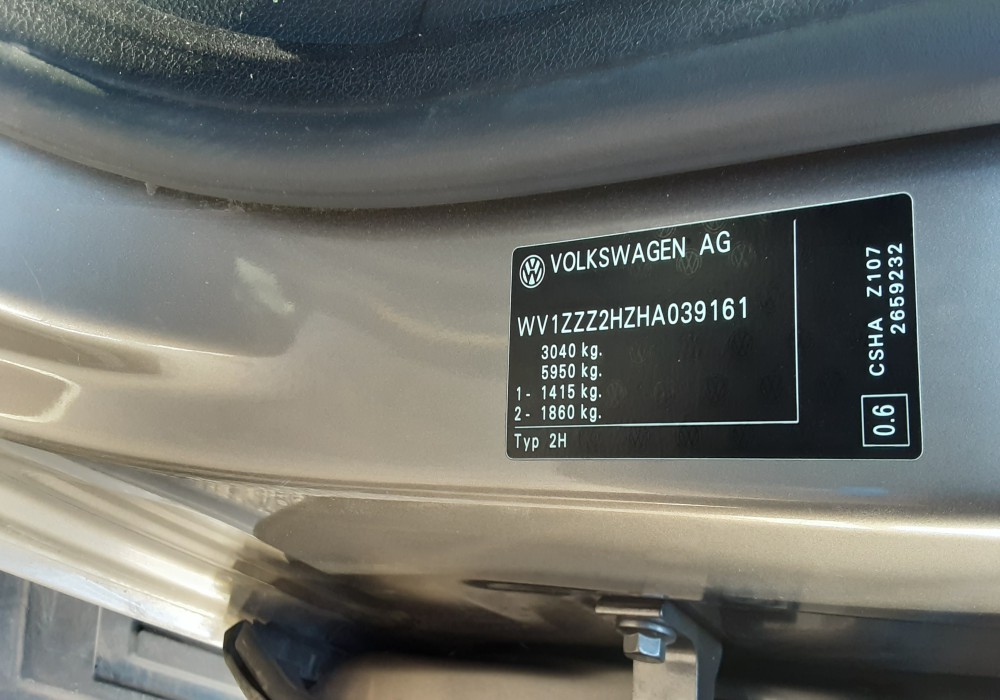 VOLKSWAGEN AG
WV1ZZZ2HZHA039161
3040 kg.
5950 kg.
1- 1415 kg.
2- 1860 kg.
Typ 2H
CSHA Z107
2659232
0.6